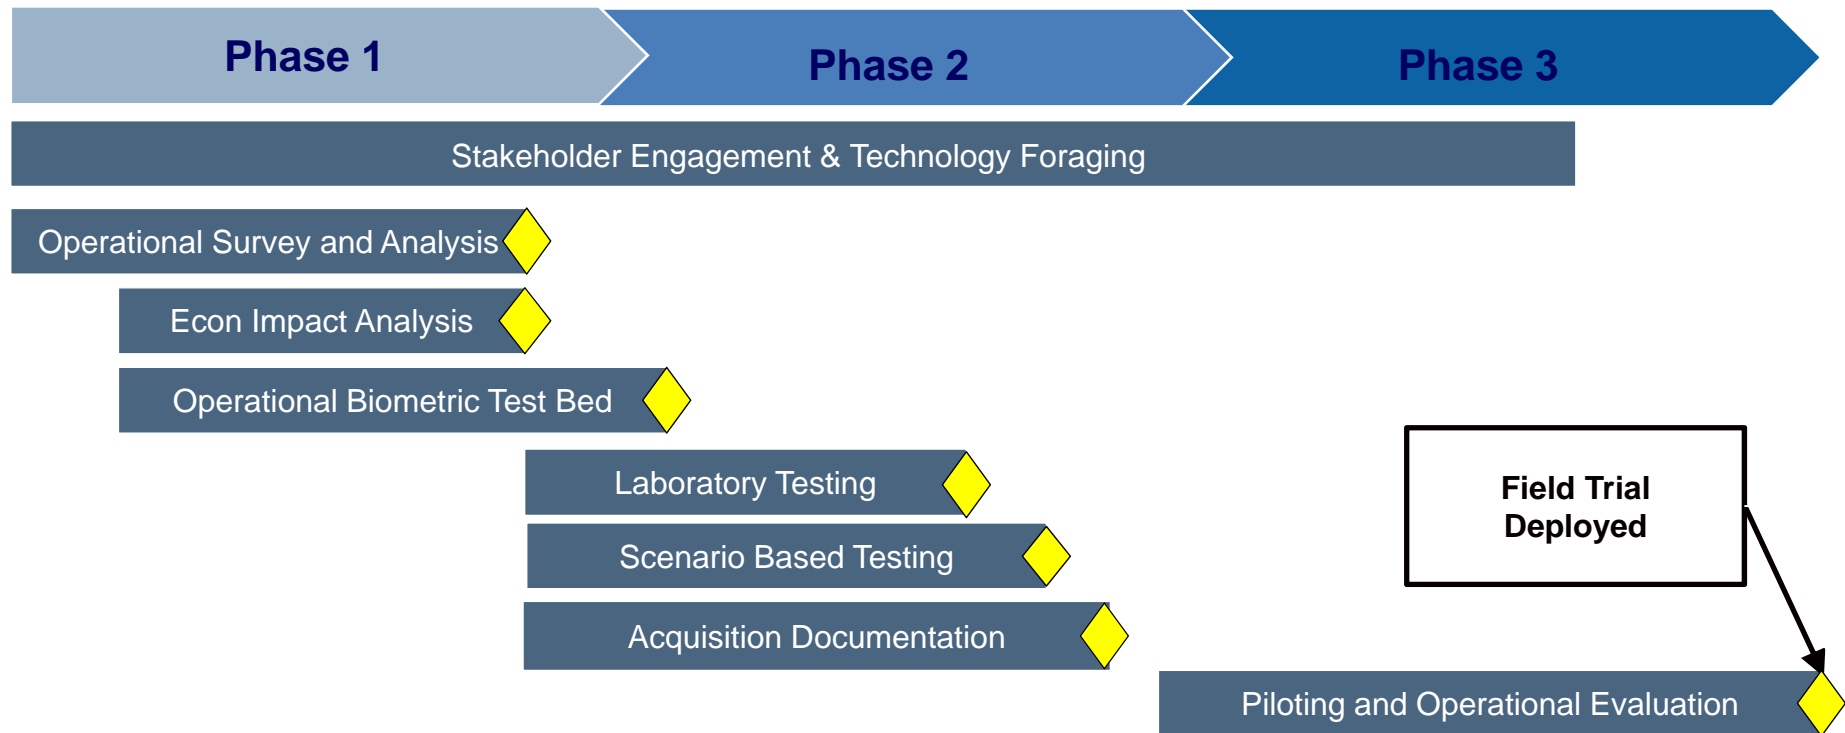 Phase 1
Phase 2
Phase 3
Stakeholder Engagement & Technology Foraging
Operational Survey and Analysis
Econ Impact Analysis
Operational Biometric Test Bed
Laboratory Testing
Scenario Based Testing
Acquisition Documentation
Field Trial
Deployed
Piloting and Operational Evaluation